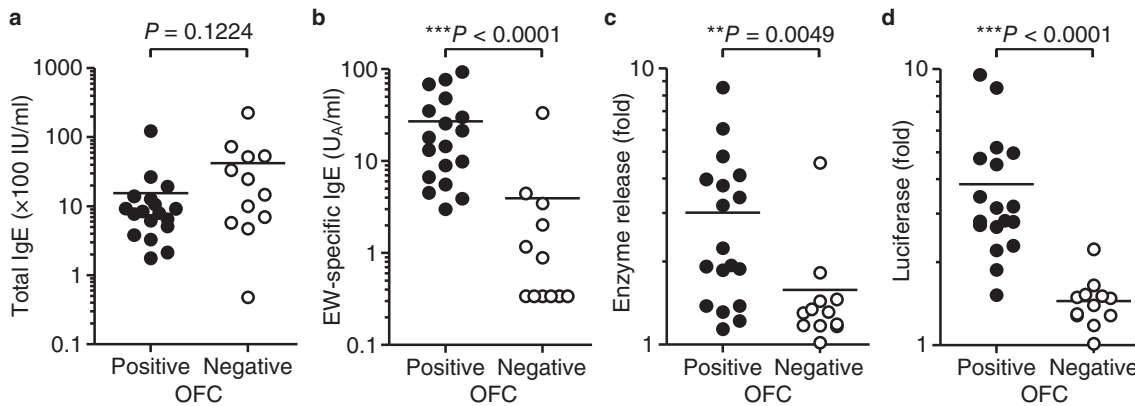 a
P = 0.1224
Total IgE (×100 IU/ml)
1000
100
10
1
0.1
Positive Negative
OFC
b
***P < 0.0001
EW-specific IgE (UA/ml)
100
10
1
0.1
Positive Negative
OFC
c
**P = 0.0049
Enzyme release (fold)
10
1
Positive Negative
OFC
d
***P < 0.0001
Luciferase (fold)
10
1
Positive Negative
OFC